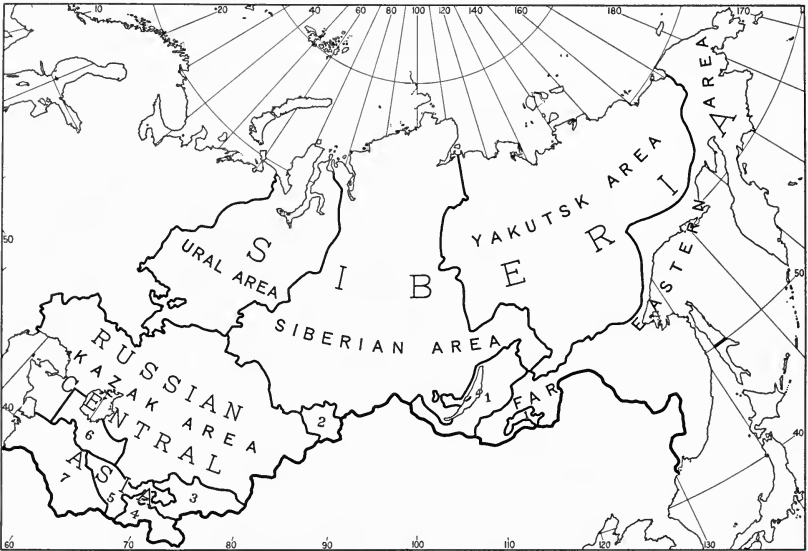 10 +20 40 60 80 100 120 140 160 180 170
SIBERIA
URAL AREA
SIBERIAN AREA
YAKUTSK AREA
FAR EASTERN AREA
RUSSIAN CENTRAL ASIA
KAZAK AREA
1
2
3
4
5
6
7
50
40
50
40
60 70 80 90 100 110 120 130